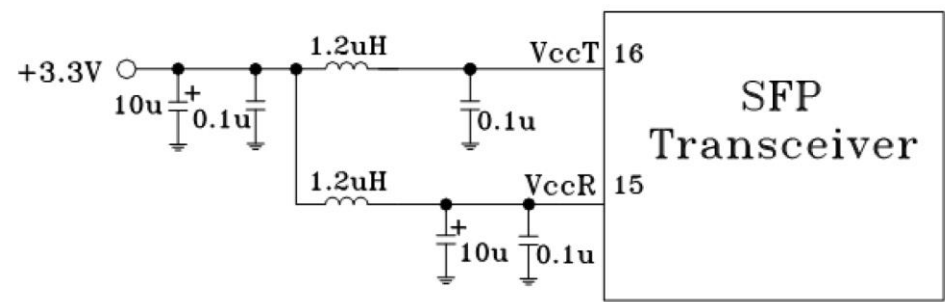 1.2uH
VccT 16
+3.3V
10u + 0.1u
0.1u
SFP
Transceiver
1.2uH
VccR 15
+
10u 0.1u